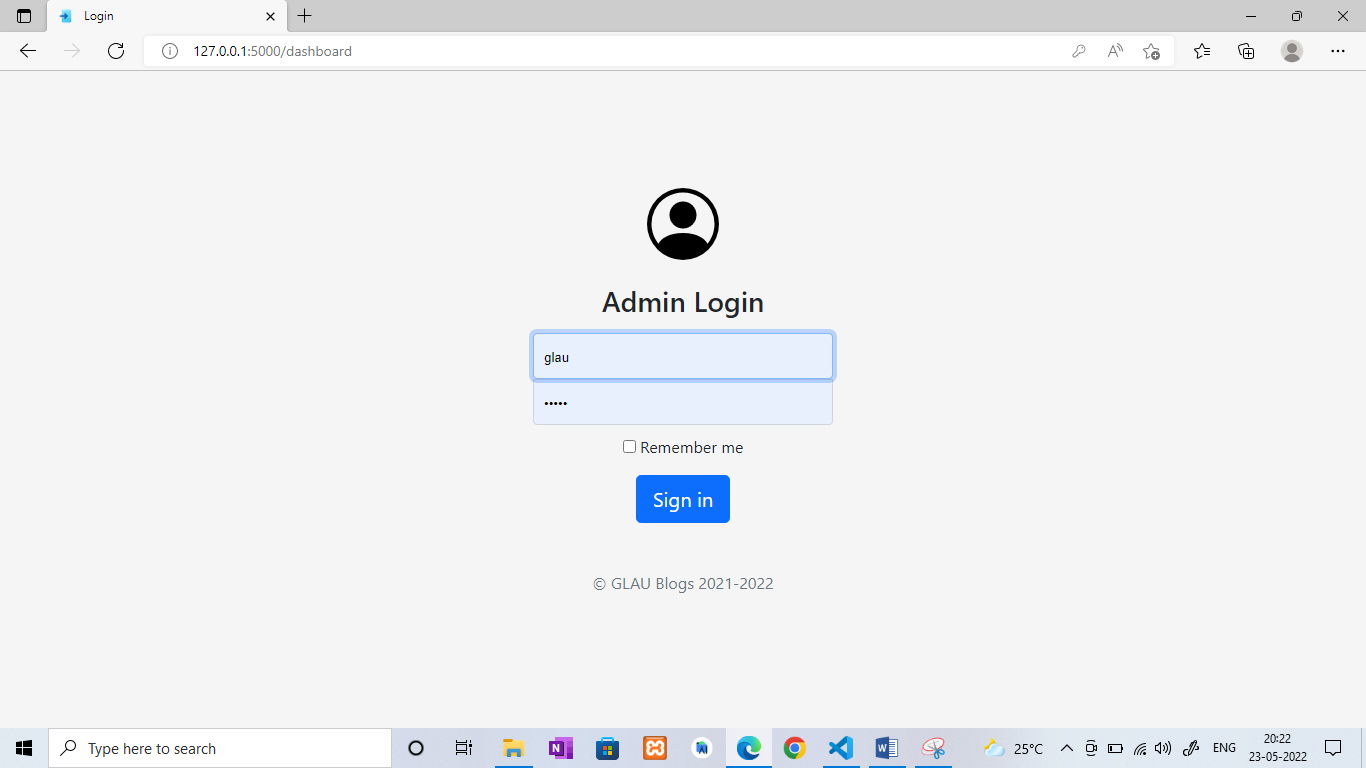 Login
127.0.0.1:5000/dashboard
Admin Login
glau
•••••
Remember me
Sign in
© GLAU Blogs 2021-2022
Type here to search
25°C
ENG
20:22
23-05-2022